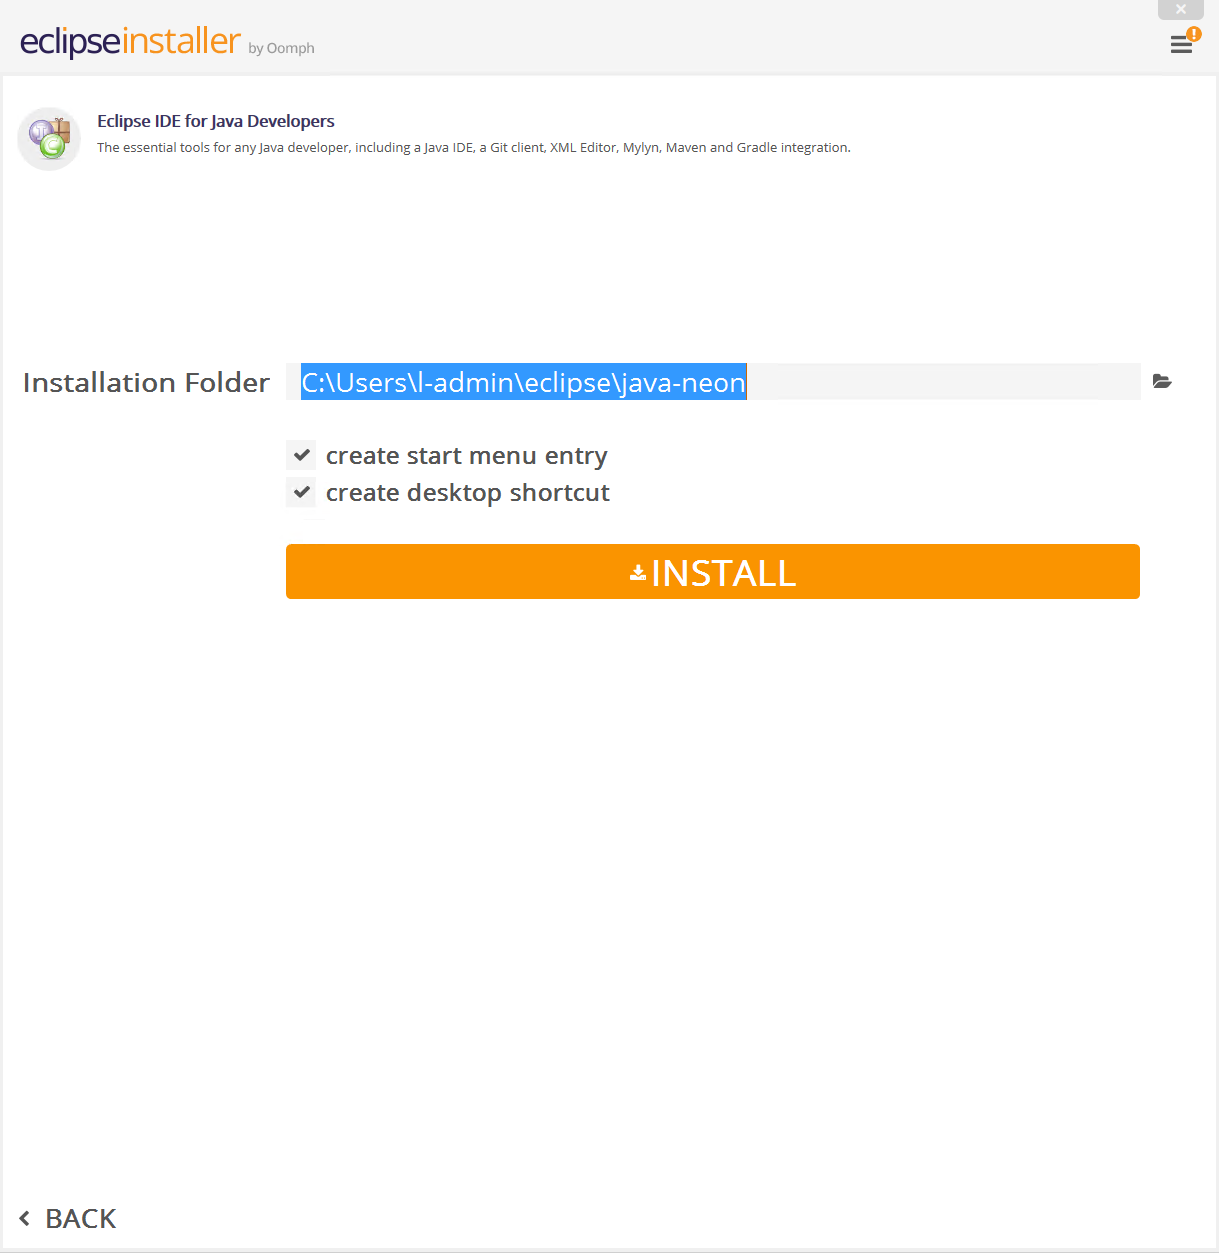 eclipseinstaller by Oomph
Eclipse IDE for Java Developers
The essential tools for any Java developer, including a Java IDE, a Git client, XML Editor, Mylyn, Maven and Gradle integration.
Installation Folder C:\Users\l-admin\eclipse\java-neon
create start menu entry
create desktop shortcut
INSTALL
BACK